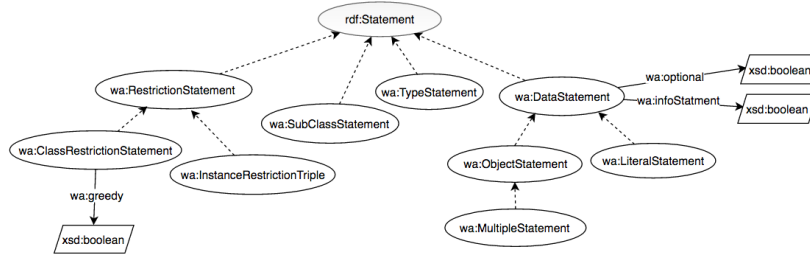 rdf:Statement
wa:optional
xsd:boolean
wa:RestrictionStatement
wa:TypeStatement
wa:DataStatement
wa:infoStatment
xsd:boolean
wa:SubClassStatement
wa:ClassRestrictionStatement
wa:ObjectStatement
wa:LiteralStatement
wa:InstanceRestrictionTriple
wa:greedy
wa:MultipleStatement
xsd:boolean